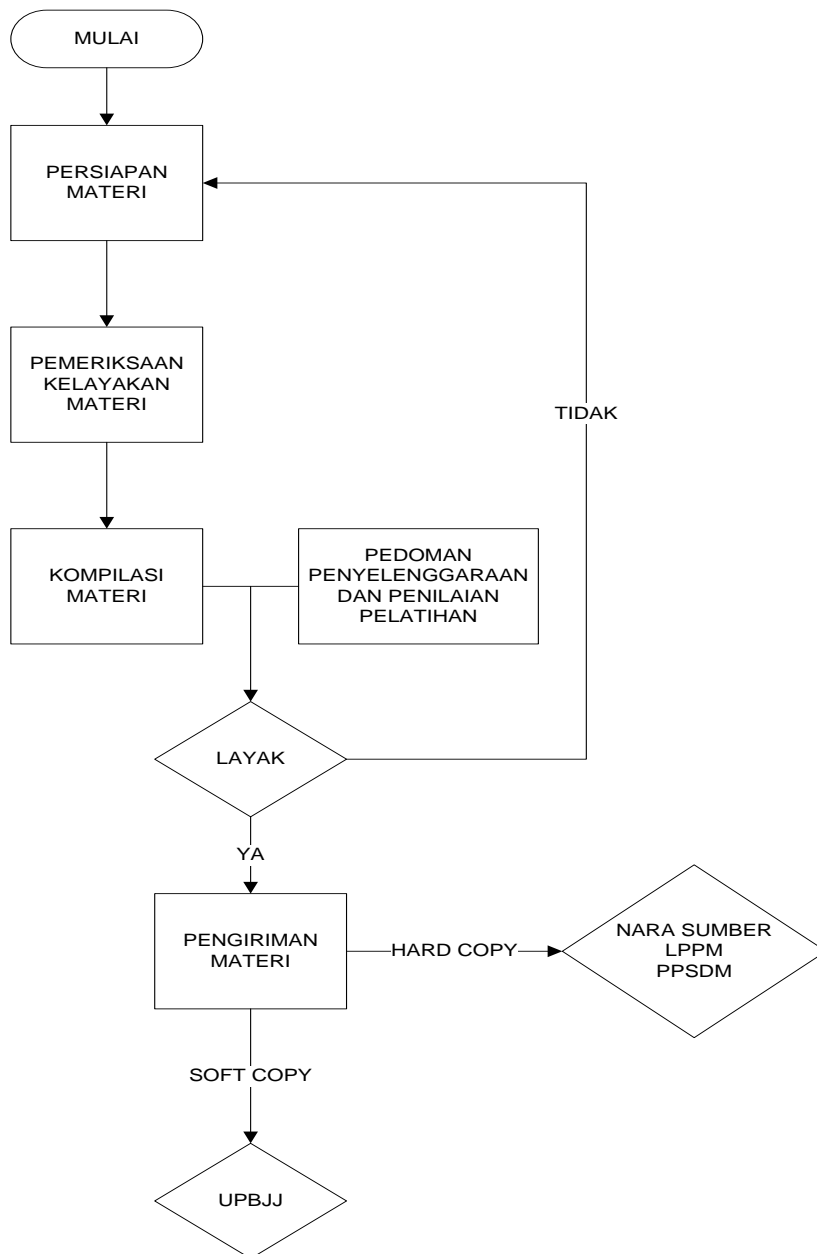 MULAI
PERSIAPAN
MATERI
PEMERIKSAAN
KELAYAKAN
MATERI
TIDAK
KOMPILASI
MATERI
PEDOMAN
PENYELENGGARAAN
DAN PENILAIAN
PELATIHAN
LAYAK
YA
PENGIRIMAN
MATERI
HARD COPY
NARA SUMBER
LPPM
PPSDM
SOFT COPY
UPBJJ